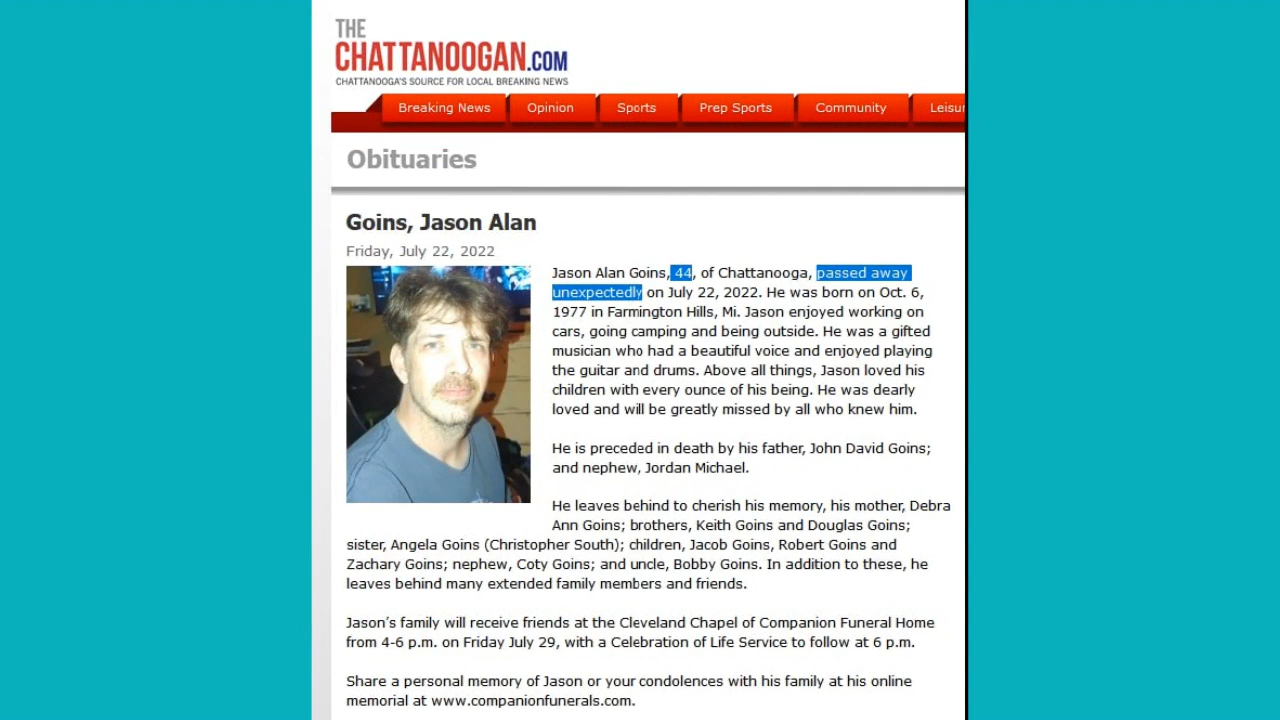 THE
CHATTANOOGAN.COM
CHATTANOOGA'S SOURCE FOR LOCAL BREAKING NEWS
Breaking News Opinion Sports Prep Sports Community Leisur
Obituaries
Goins, Jason Alan
Friday, July 22, 2022
Jason Alan Goins, 44, of Chattanooga, passed away
unexpectedly on July 22, 2022. He was born on Oct. 6,
1977 in Farmington Hills, Mi. Jason enjoyed working on
cars, going camping and being outside. He was a gifted
musician who had a beautiful voice and enjoyed playing
the guitar and drums. Above all things, Jason loved his
children with every ounce of his being. He was dearly
loved and will be greatly missed by all who knew him.
He is preceded in death by his father, John David Goins;
and nephew, Jordan Michael.
He leaves behind to cherish his memory, his mother, Debra
Ann Goins; brothers, Keith Goins and Douglas Goins;
sister, Angela Goins (Christopher South); children, Jacob Goins, Robert Goins and
Zachary Goins; nephew, Coty Goins; and uncle, Bobby Goins. In addition to these, he
leaves behind many extended family members and friends.
Jason's family will receive friends at the Cleveland Chapel of Companion Funeral Home
from 4-6 p.m. on Friday July 29, with a Celebration of Life Service to follow at 6 p.m.
Share a personal memory of Jason or your condolences with his family at his online
memorial at www.companionfunerals.com.